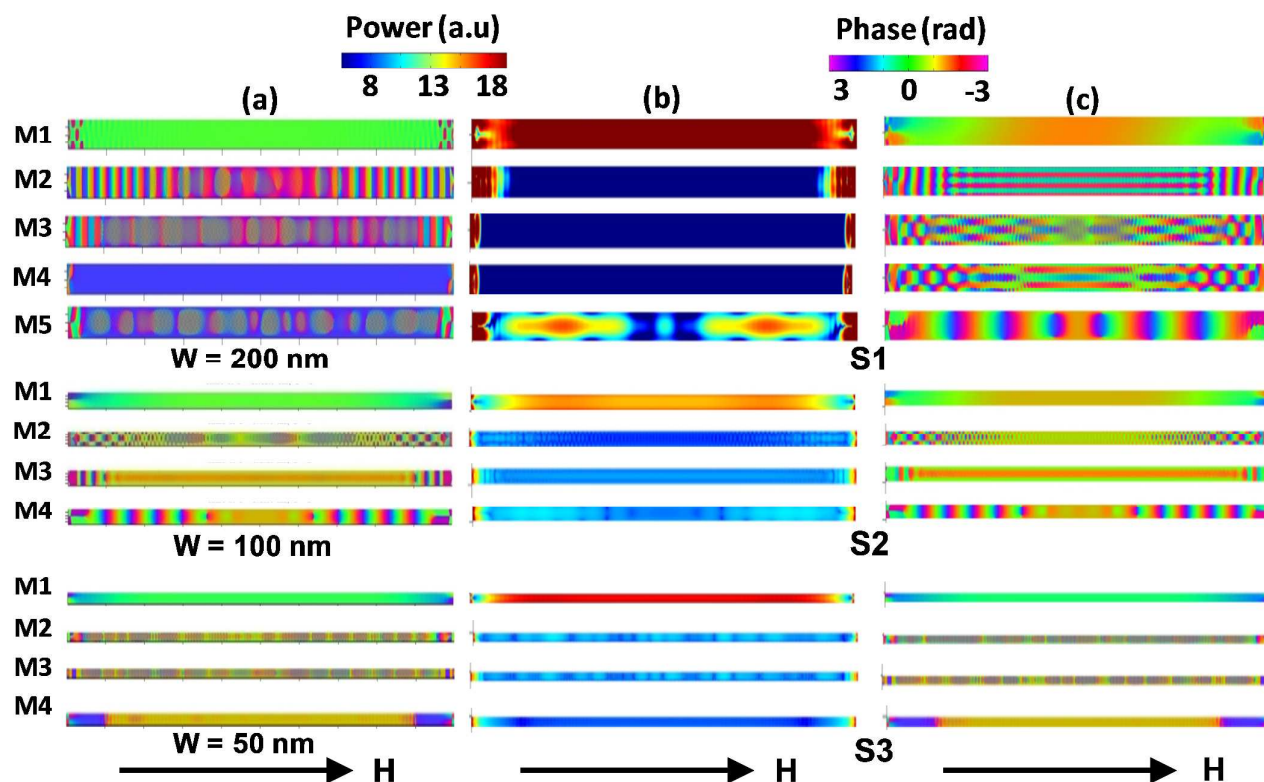 Power (a.u)
8 13 18
Phase (rad)
3 0 -3
(a) (b) (c)
M1
M2
M3
M4
M5
W = 200 nm
S1
M1
M2
M3
M4
W = 100 nm
S2
M1
M2
M3
M4
W = 50 nm
S3
H H H